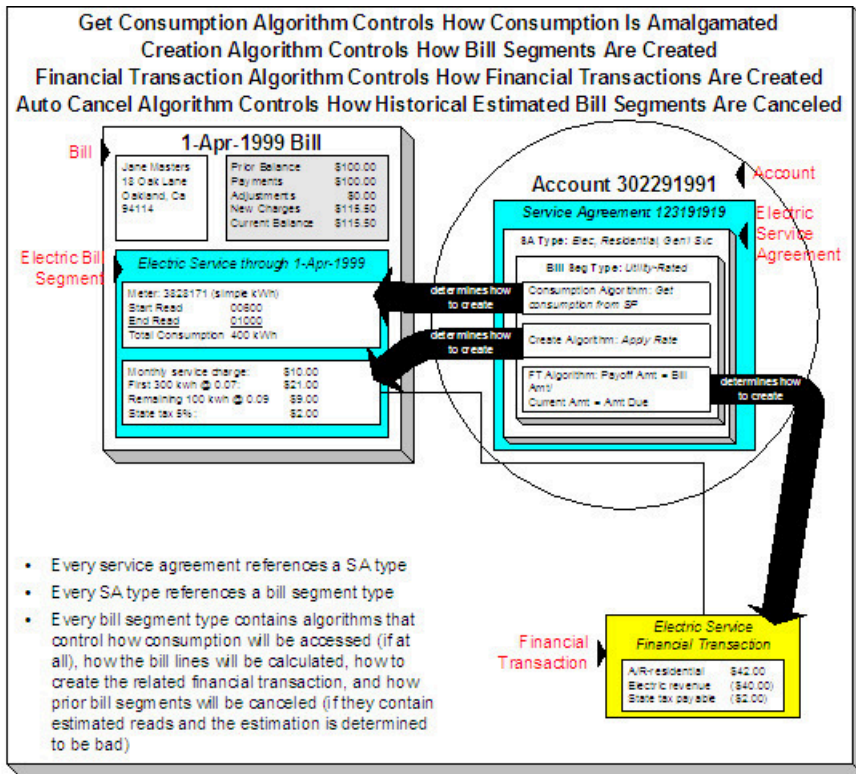 Get Consumption Algorithm Controls How Consumption Is Amalgamated
Creation Algorithm Controls How Bill Segments Are Created
Financial Transaction Algorithm Controls How Financial Transactions Are Created
Auto Cancel Algorithm Controls How Historical Estimated Bill Segments Are Canceled
Bill
1-Apr-1999 Bill
Jane Masters
18 Oak Lane
Oakland, Ca
94114
Prior Balance $100.00
Payments $100.00
Adjustments $0.00
New Charges $115.50
Current Balance $115.50
Electric Bill
Segment
Electric Service through 1-Apr-1999
Meter: 3828171 (simple kWh)
Start Read 00600
End Read 01000
Total Consumption 400 kWh
Monthly service charge: $10.00
First 300 kwh @ 0.07: $21.00
Remaining 100 kwh @ 0.09 $9.00
State tax 5%: $2.00
Account
Account 302291991
Service Agreement 123191919
Electric
Service
Agreement
SA Type: Elec, Residential, Gen'l Svc
Bill Seg Type: Utility-Rated
determines how
to create
Consumption Algorithm: Get
consumption from SP
determines how
to create
Create Algorithm: Apply Rate
FT Algorithm: Payoff Amt = Bill
Amt/
Current Amt = Amt Due
determines how
to create
• Every service agreement references a SA type
• Every SA type references a bill segment type
• Every bill segment type contains algorithms that
control how consumption will be accessed (if at
all), how the bill lines will be calculated, how to
create the related financial transaction, and how
prior bill segments will be canceled (if they contain
estimated reads and the estimation is determined
to be bad)
Financial
Transaction
Electric Service
Financial Transaction
A/R-residential $42.00
Electric revenue ($40.00)
State tax payable ($2.00)